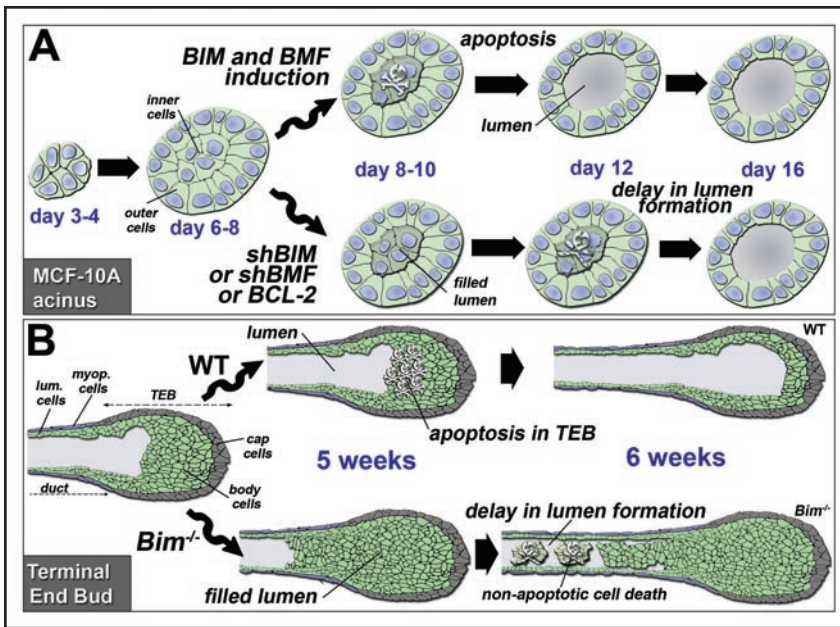 A
BIM and BMF
induction
apoptosis
inner
cells
outer
cells
lumen
day 3-4
day 6-8
day 8-10
day 12
day 16
delay in lumen
formation
shBIM
or shBMF
or BCL-2
filled
lumen
MCF-10A
acinus
B
WT
lumen
WT
lum.
cells
myop.
cells
TEB
apoptosis in TEB
cap
cells
body
cells
duct
5 weeks
6 weeks
Bim-/-
filled lumen
delay in lumen formation
Bim-/-
non-apoptotic cell death
Terminal
End Bud